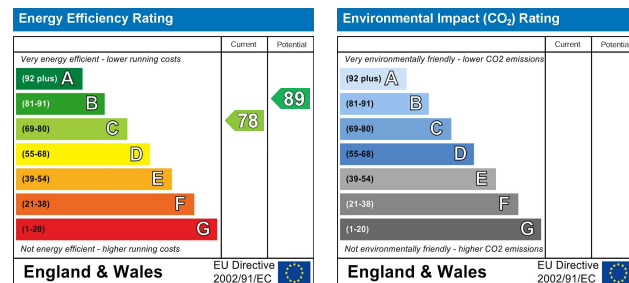 Energy Efficiency Rating
Current Potential
Very energy efficient - lower running costs
(92 plus) A
(81-91) B
(69-80) C
(55-68) D
(39-54) E
(21-38) F
(1-20) G
78
89
Not energy efficient - higher running costs
England & Wales
EU Directive
2002/91/EC
Environmental Impact (CO2) Rating
Current Potential
Very environmentally friendly - lower CO2 emissions
(92 plus) A
(81-91) B
(69-80) C
(55-68) D
(39-54) E
(21-38) F
(1-20) G
Not environmentally friendly - higher CO2 emissions
England & Wales
EU Directive
2002/91/EC